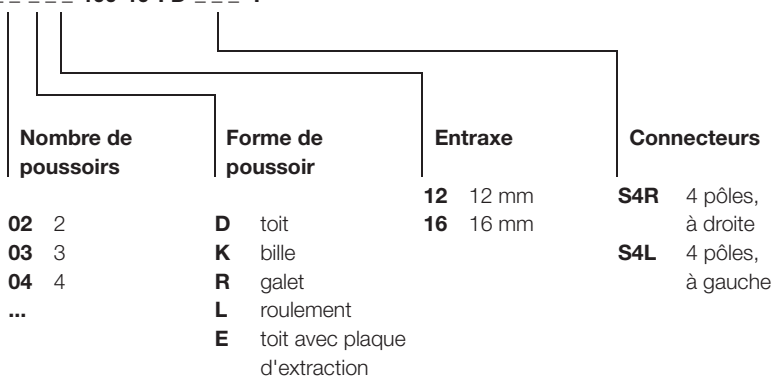 Nombre de poussoirs
02 2
03 3
04 4
...
Forme de poussoir
D toit
K bille
R galet
L roulement
E toit avec plaque d'extraction
Entraxe
12 12 mm
16 16 mm
Connecteurs
S4R 4 pôles, à droite
S4L 4 pôles, à gauche